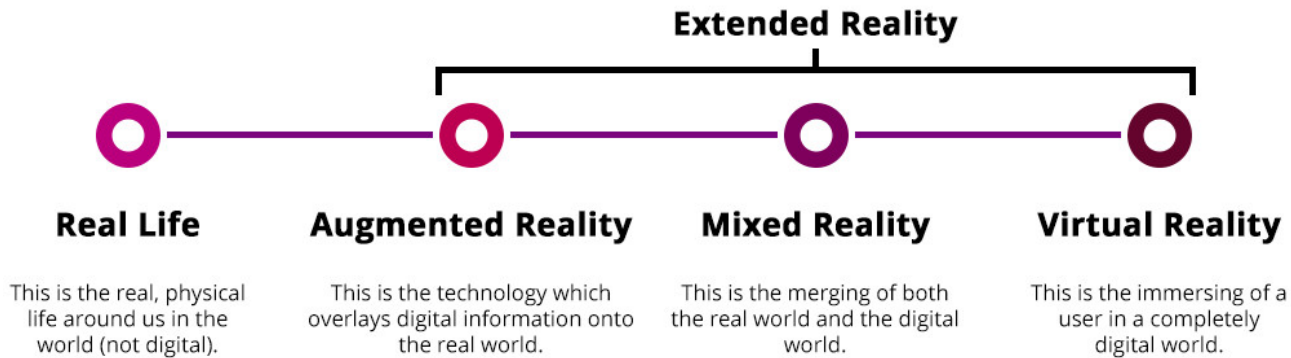 Extended Reality
Real Life
This is the real, physical
life around us in the
world (not digital).
Augmented Reality
This is the technology which
overlays digital information onto
the real world.
Mixed Reality
This is the merging of both
the real world and the digital
world.
Virtual Reality
This is the immersing of a
user in a completely
digital world.